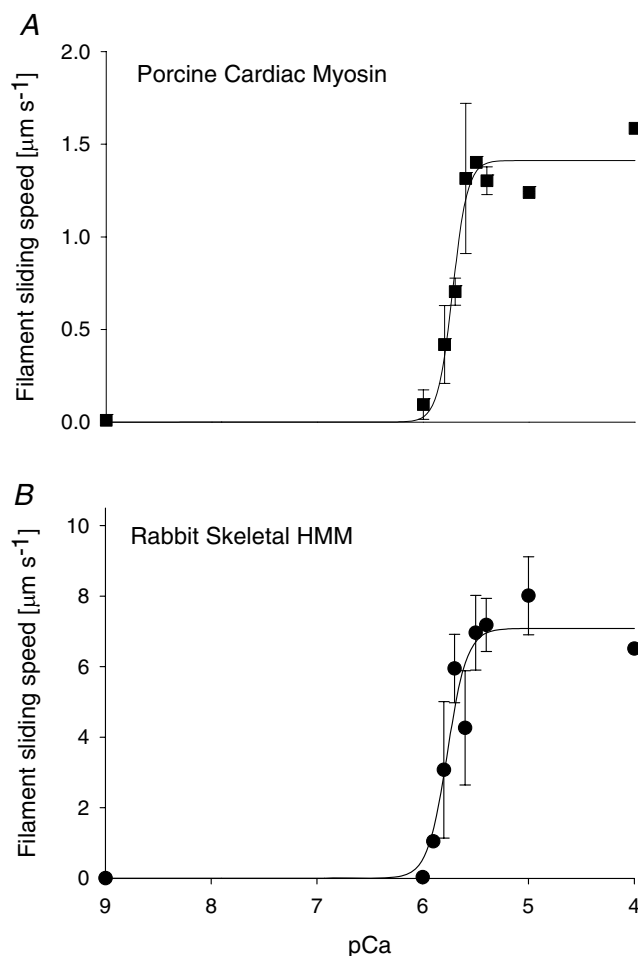 A
Porcine Cardiac Myosin
Filament sliding speed [μm s⁻¹]
2.0
1.5
1.0
0.5
0.0
B
Rabbit Skeletal HMM
Filament sliding speed [μm s⁻¹]
10
8
6
4
2
0
9 8 7 6 5 4
pCa